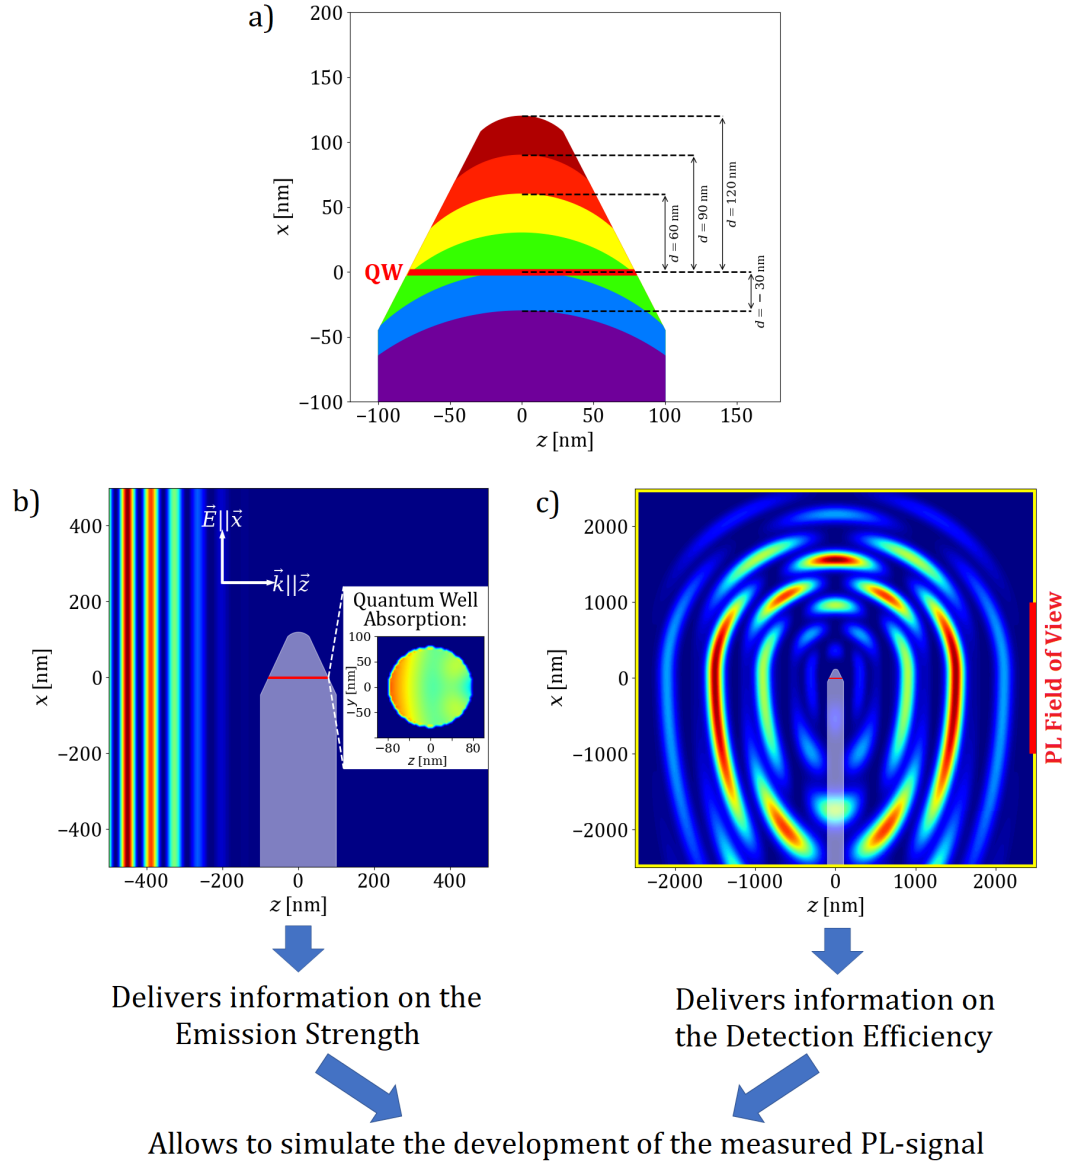 a)
200
150
100
50
0
−50
−100
x [nm]
QW
d = 60 nm
d = 90 nm
d = 120 nm
d = − 30 nm
−100 −50 0 50 100 150
z [nm]
b)
400
200
0
−200
−400
x [nm]
E⃗||x⃗
k⃗||z⃗
Quantum Well
Absorption:
100
50
0
−50
y [nm]
−80 0 80
z [nm]
−400 −200 0 200 400
z [nm]
c)
2000
1000
0
−1000
−2000
x [nm]
PL Field of View
−2000 −1000 0 1000 2000
z [nm]
Delivers information on the
Emission Strength
Delivers information on
the Detection Efficiency
Allows to simulate the development of the measured PL-signal